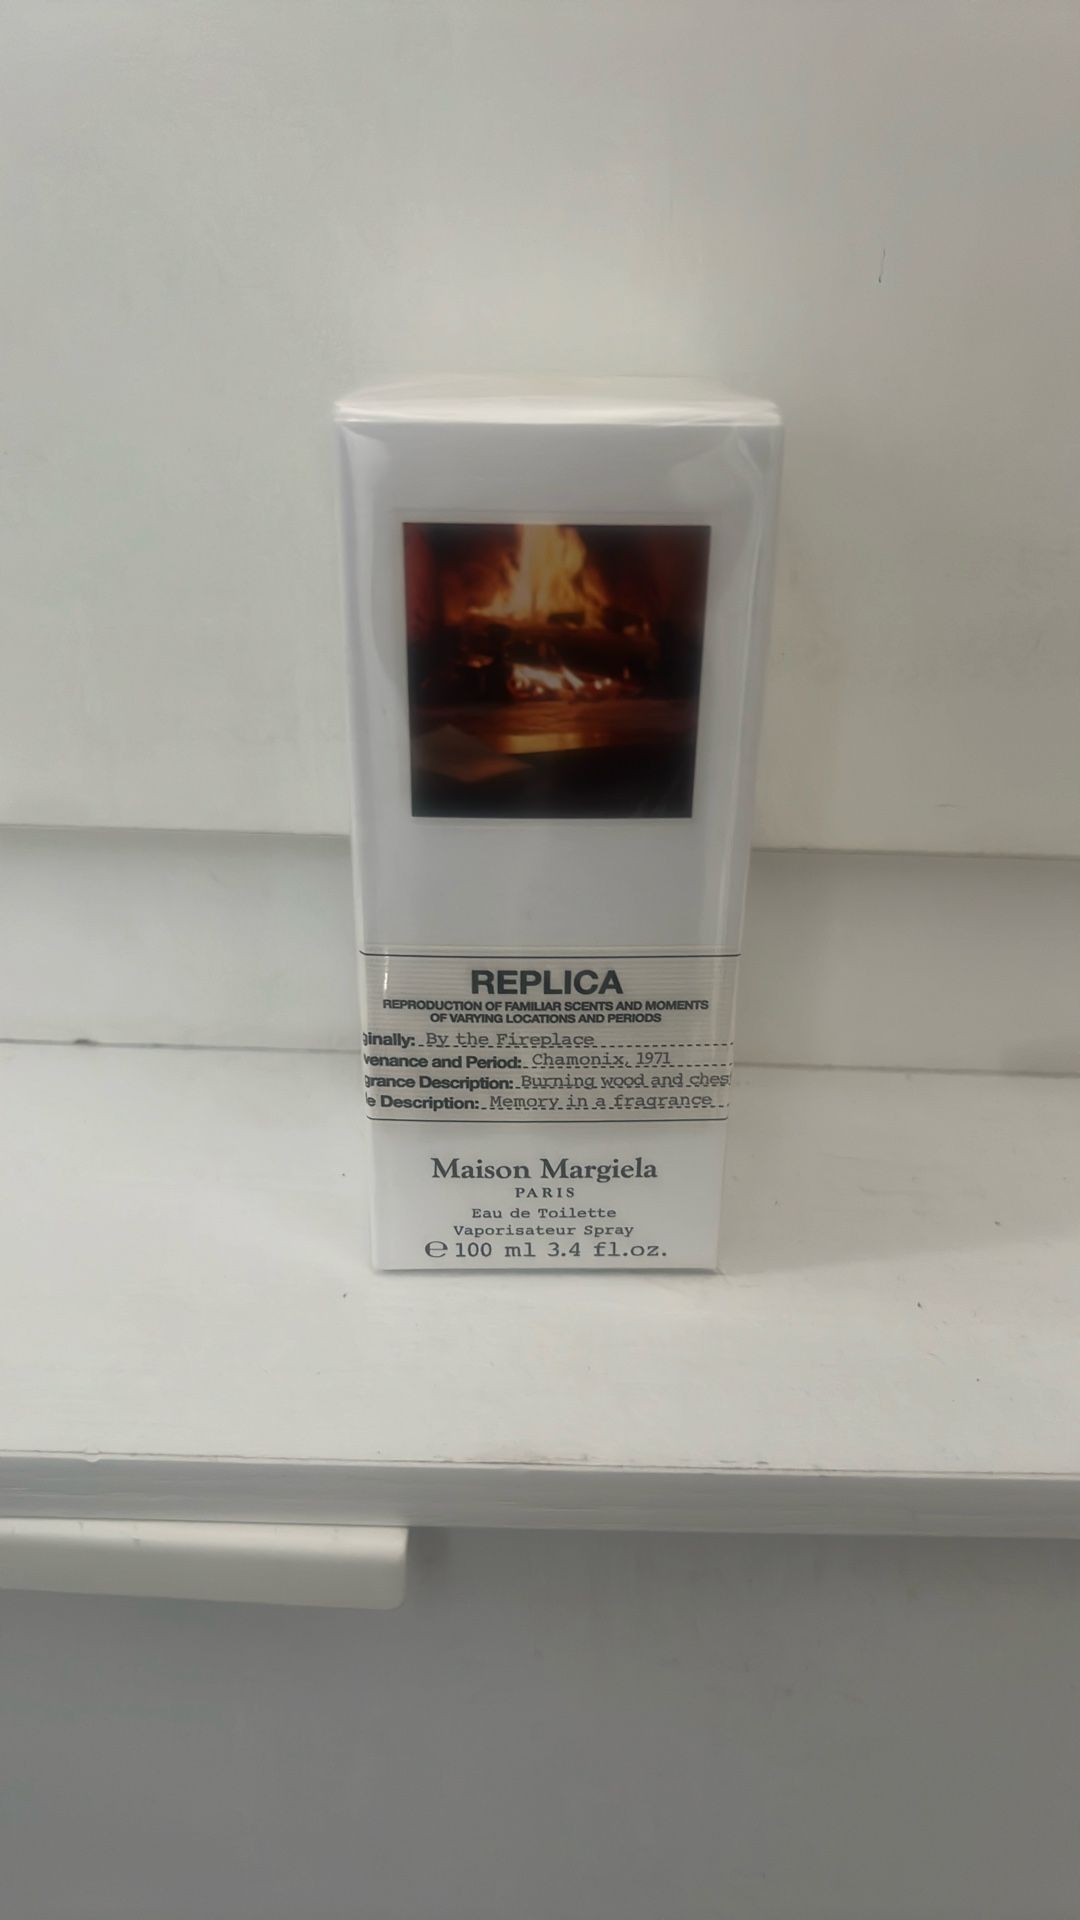 REPLICA
REPRODUCTION OF FAMILIAR SCENTS AND MOMENTS
OF VARYING LOCATIONS AND PERIODS
ginally: By the Fireplace
venance and Period: Chamonix, 1971
grance Description: Burning wood and ches
e Description: Memory in a fragrance
Maison Margiela
PARIS
Eau de Toilette
Vaporisateur Spray
℮ 100 ml 3.4 fl.oz.